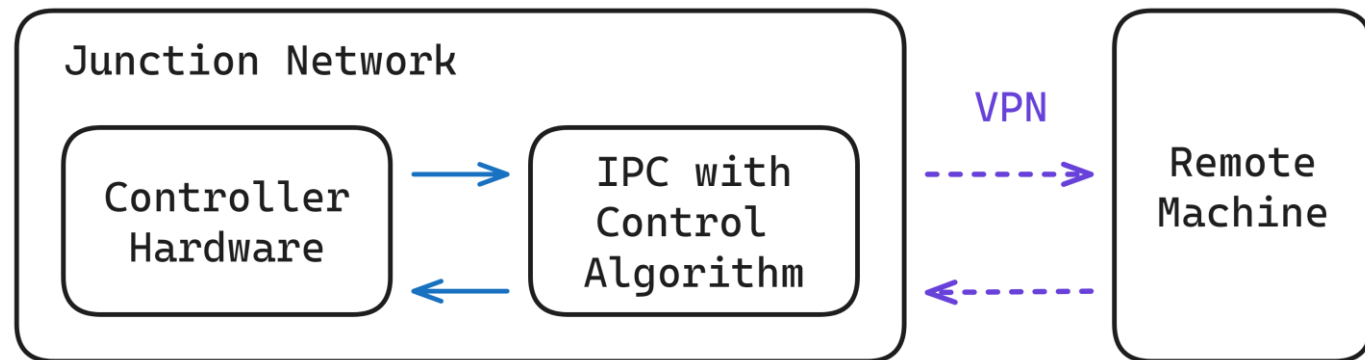 Junction Network
Controller
Hardware
IPC with
Control
Algorithm
VPN
Remote
Machine